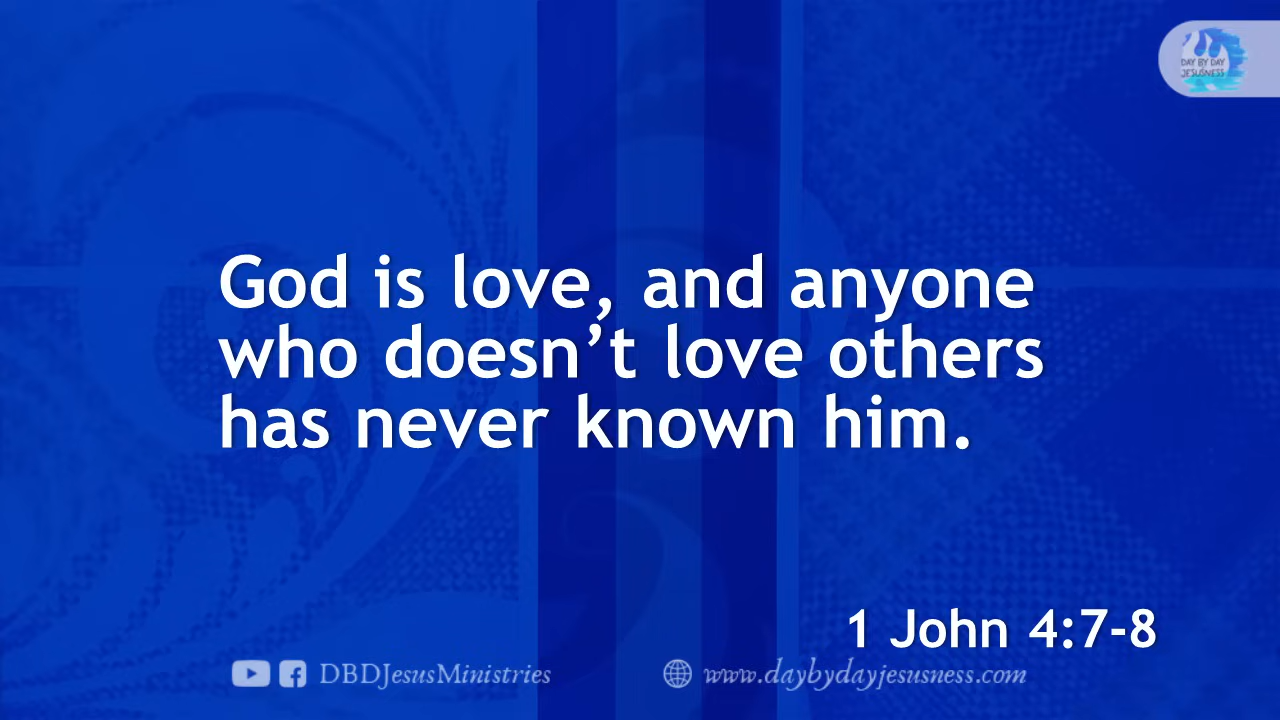 DAY BY DAY
JESUSNESS
God is love, and anyone
who doesn’t love others
has never known him.
1 John 4:7-8
DBDJesusMinistries
www.daybydayjesusness.com